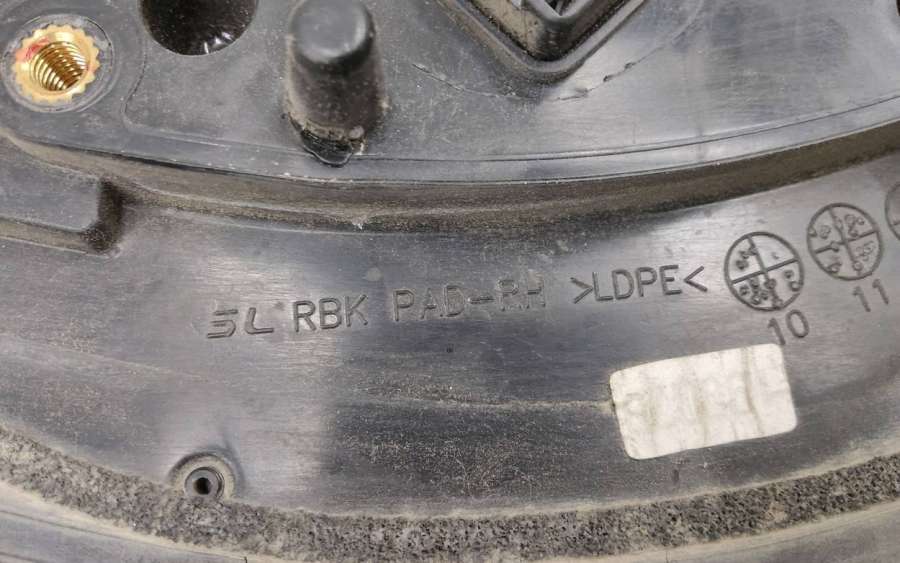 SL RBK PAD-RH >LDPE<
10 11